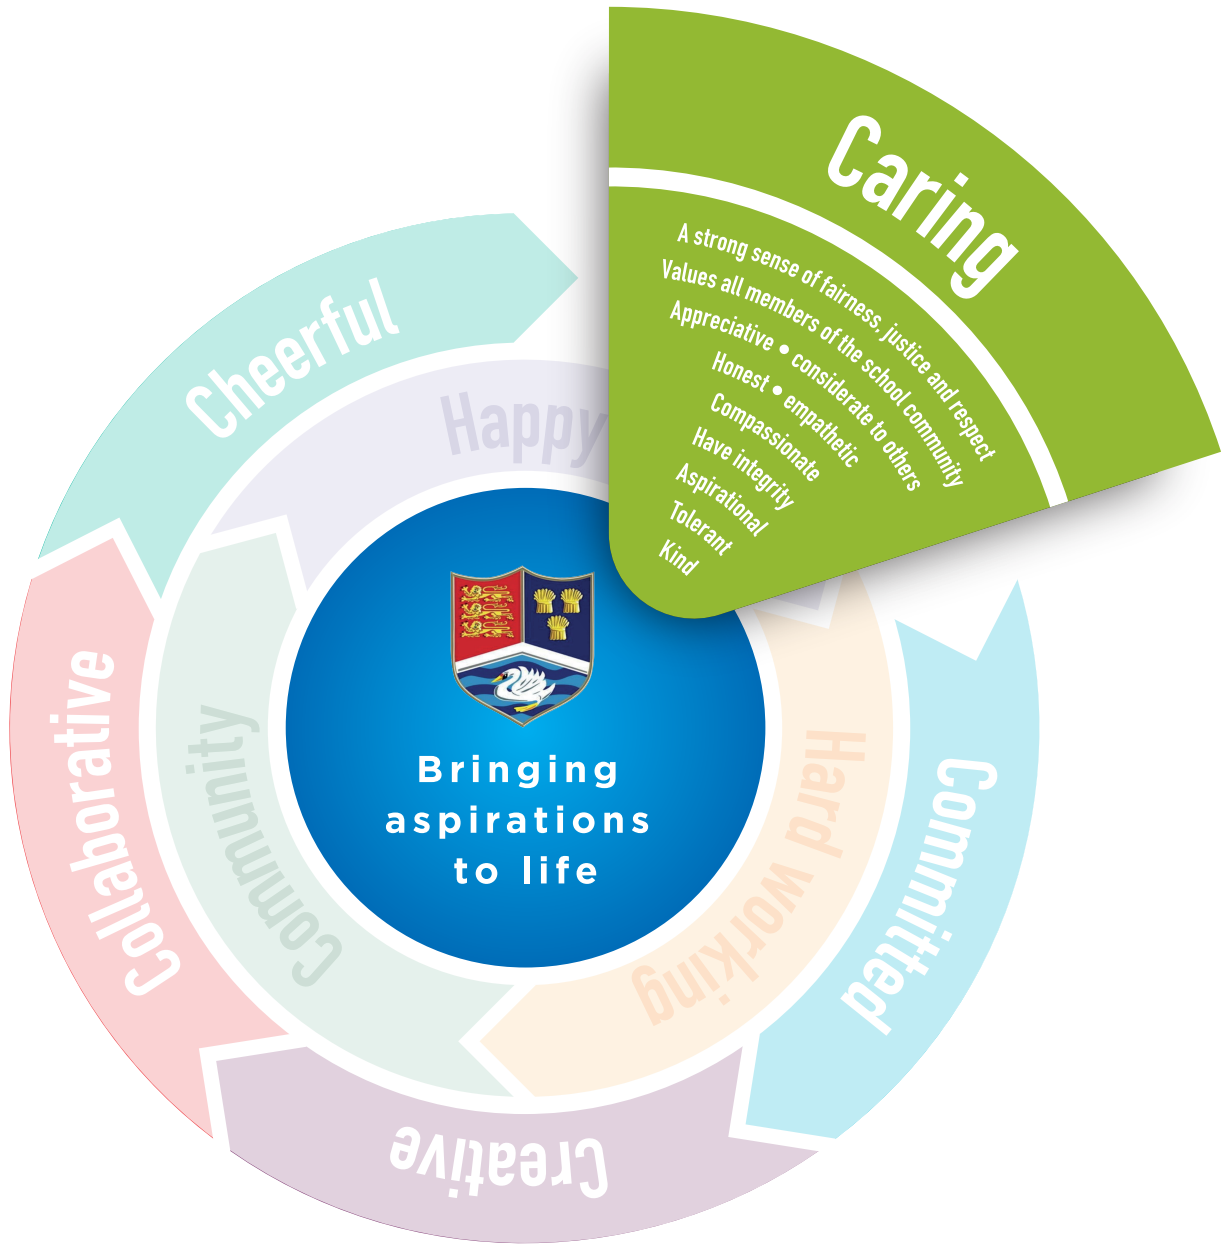 Caring
A strong sense of fairness, justice and respect
Values all members of the school community
Appreciative • considerate to others
Honest • empathetic
Compassionate
Have integrity
Aspirational
Tolerant
Kind
Cheerful
Happy
Committed
Hard working
Creative
Collaborative
Community
Bringing
aspirations
to life